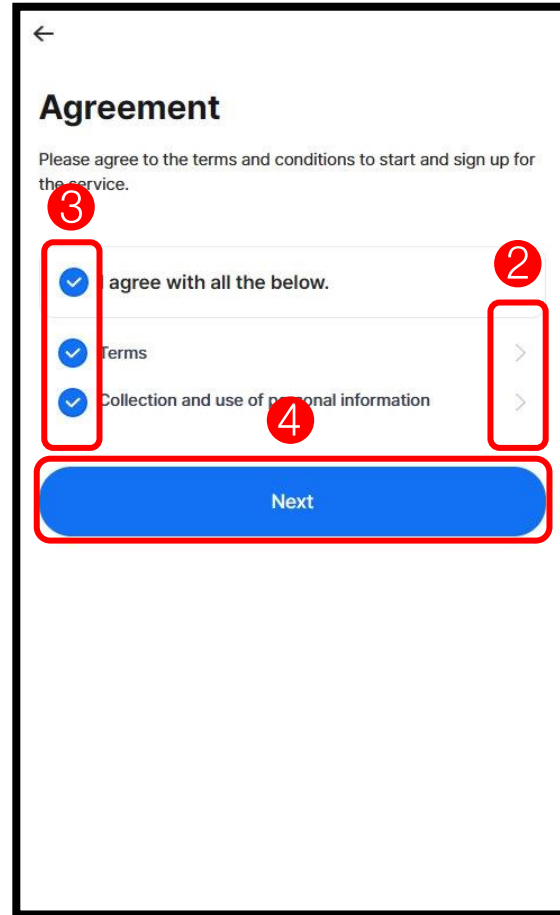 Agreement
Please agree to the terms and conditions to start and sign up for
the service.
3
I agree with all the below.
2
Terms
Collection and use of personal information
4
Next